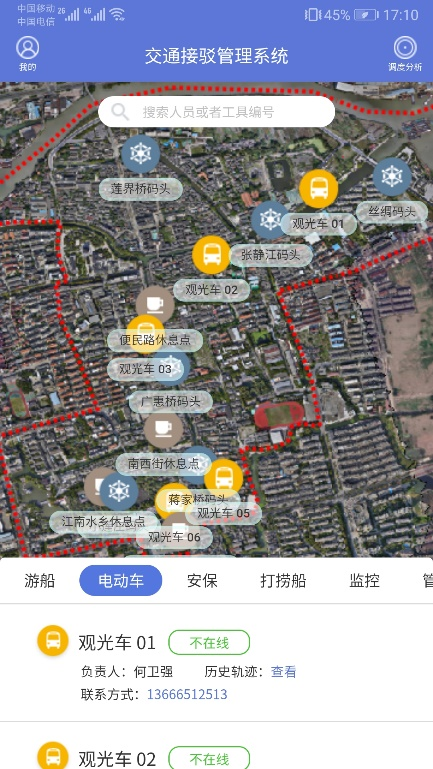 中国移动 2G 4G 45% 17:10
中国电信
我的
交通接驳管理系统
调度分析
搜索人员或者工具编号
莲界桥码头
丝绸码头
观光车 01
张静江码头
观光车 02
便民路休息点
观光车 03
广惠桥码头
南西街休息点
蒋家桥码头
观光车 05
江南水乡休息点
观光车 06
游船 电动车 安保 打捞船 监控
观光车 01 不在线
负责人：何卫强 历史轨迹：查看
联系方式：13666512513
观光车 02 不在线